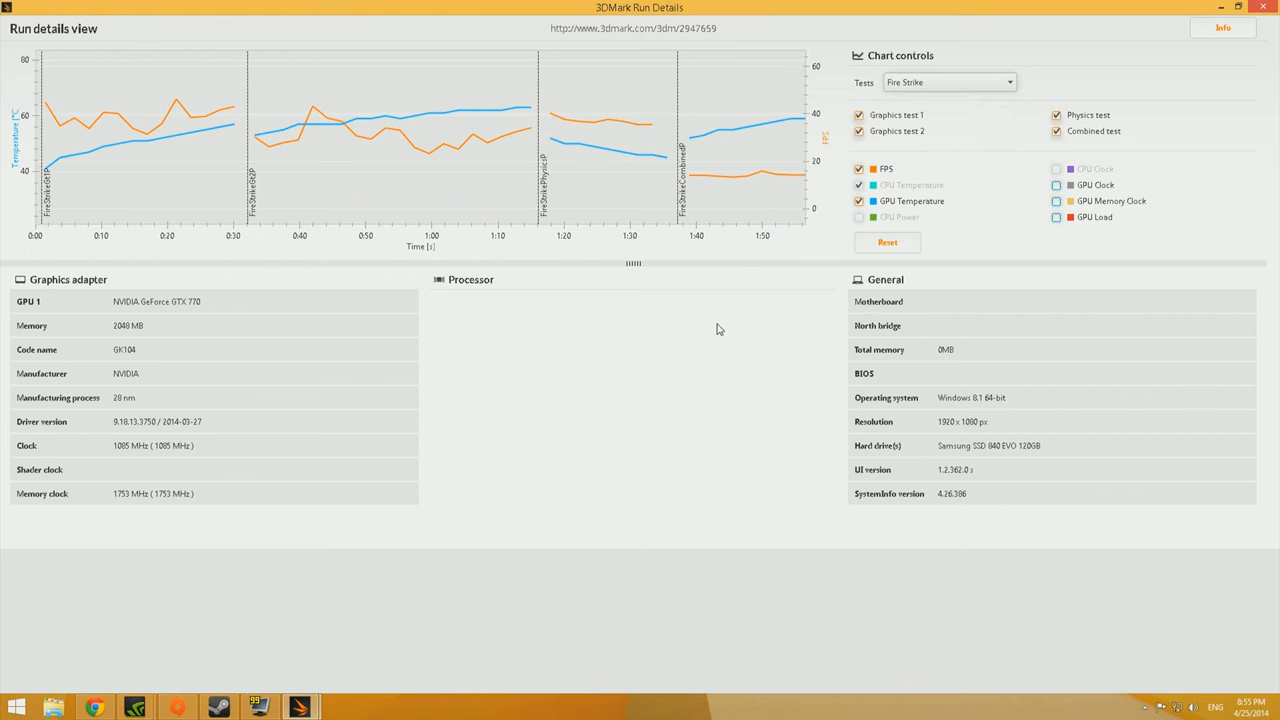 3DMark Run Details
Run details view
http://www.3dmark.com/3dm/2947659
Info
80
60
40
Temperature [°C]
60
40
20
0
FPS
FireStrikeGt1P
FireStrikeGt2P
FireStrikePhysicsP
FireStrikeCombinedP
0:00 0:10 0:20 0:30 0:40 0:50 1:00 1:10 1:20 1:30 1:40 1:50
Time [s]
Chart controls
Tests Fire Strike
Graphics test 1 Physics test
Graphics test 2 Combined test
FPS CPU Clock
CPU Temperature GPU Clock
GPU Temperature GPU Memory Clock
CPU Power GPU Load
Reset
Graphics adapter
GPU 1 NVIDIA GeForce GTX 770
Memory 2048 MB
Code name GK104
Manufacturer NVIDIA
Manufacturing process 28 nm
Driver version 9.18.13.3750 / 2014-03-27
Clock 1085 MHz ( 1085 MHz )
Shader clock
Memory clock 1753 MHz ( 1753 MHz )
Processor
General
Motherboard
North bridge
Total memory 0MB
BIOS
Operating system Windows 8.1 64-bit
Resolution 1920 x 1080 px
Hard drive(s) Samsung SSD 840 EVO 120GB
UI version 1.2.362.0 s
SystemInfo version 4.26.386
99
ENG
8:55 PM
4/25/2014